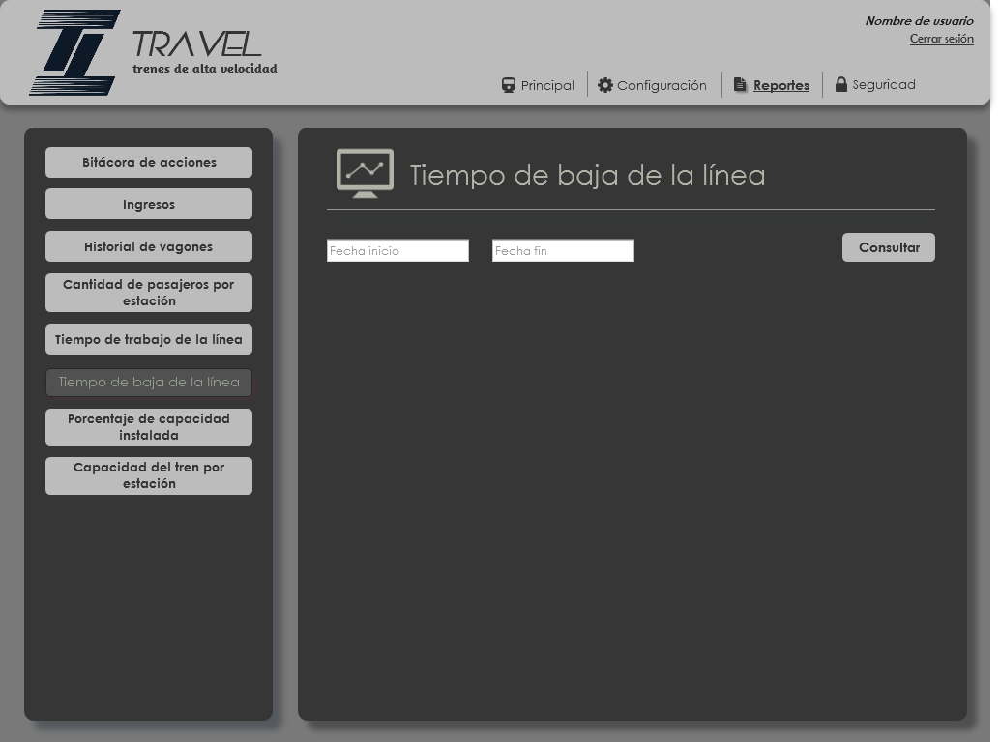 TRAVEL
trenes de alta velocidad
Nombre de usuario
Cerrar sesión
Principal
Configuración
Reportes
Seguridad
Bitácora de acciones
Ingresos
Historial de vagones
Cantidad de pasajeros por
estación
Tiempo de trabajo de la línea
Tiempo de baja de la línea
Porcentaje de capacidad
instalada
Capacidad del tren por
estación
Tiempo de baja de la línea
Fecha inicio
Fecha fin
Consultar